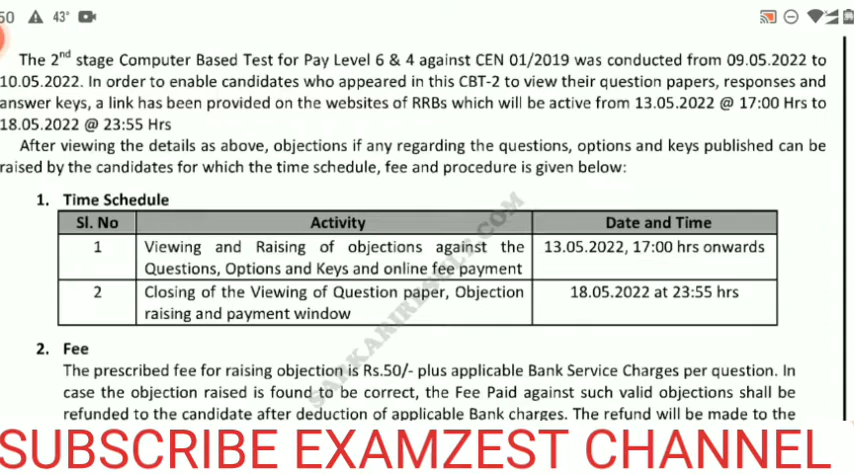 50 43°
The 2nd stage Computer Based Test for Pay Level 6 & 4 against CEN 01/2019 was conducted from 09.05.2022 to
10.05.2022. In order to enable candidates who appeared in this CBT-2 to view their question papers, responses and
answer keys, a link has been provided on the websites of RRBs which will be active from 13.05.2022 @ 17:00 Hrs to
18.05.2022 @ 23:55 Hrs
After viewing the details as above, objections if any regarding the questions, options and keys published can be
raised by the candidates for which the time schedule, fee and procedure is given below:
1. Time Schedule
Sl. No Activity Date and Time
1 Viewing and Raising of objections against the 13.05.2022, 17:00 hrs onwards
Questions, Options and Keys and online fee payment
2 Closing of the Viewing of Question paper, Objection 18.05.2022 at 23:55 hrs
raising and payment window
2. Fee
The prescribed fee for raising objection is Rs.50/- plus applicable Bank Service Charges per question. In
case the objection raised is found to be correct, the Fee Paid against such valid objections shall be
refunded to the candidate after deduction of applicable Bank charges. The refund will be made to the
SUBSCRIBE EXAMZEST CHANNEL